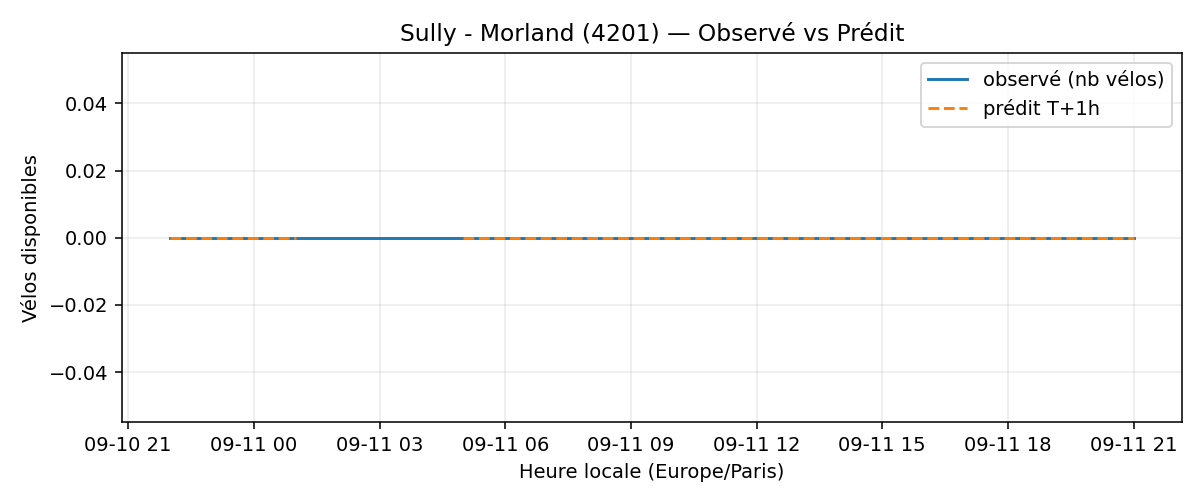 Sully - Morland (4201) — Observé vs Prédit
observé (nb vélos)
prédit T+1h
Vélos disponibles
0.04
0.02
0.00
−0.02
−0.04
09-10 21
09-11 00
09-11 03
09-11 06
09-11 09
09-11 12
09-11 15
09-11 18
09-11 21
Heure locale (Europe/Paris)